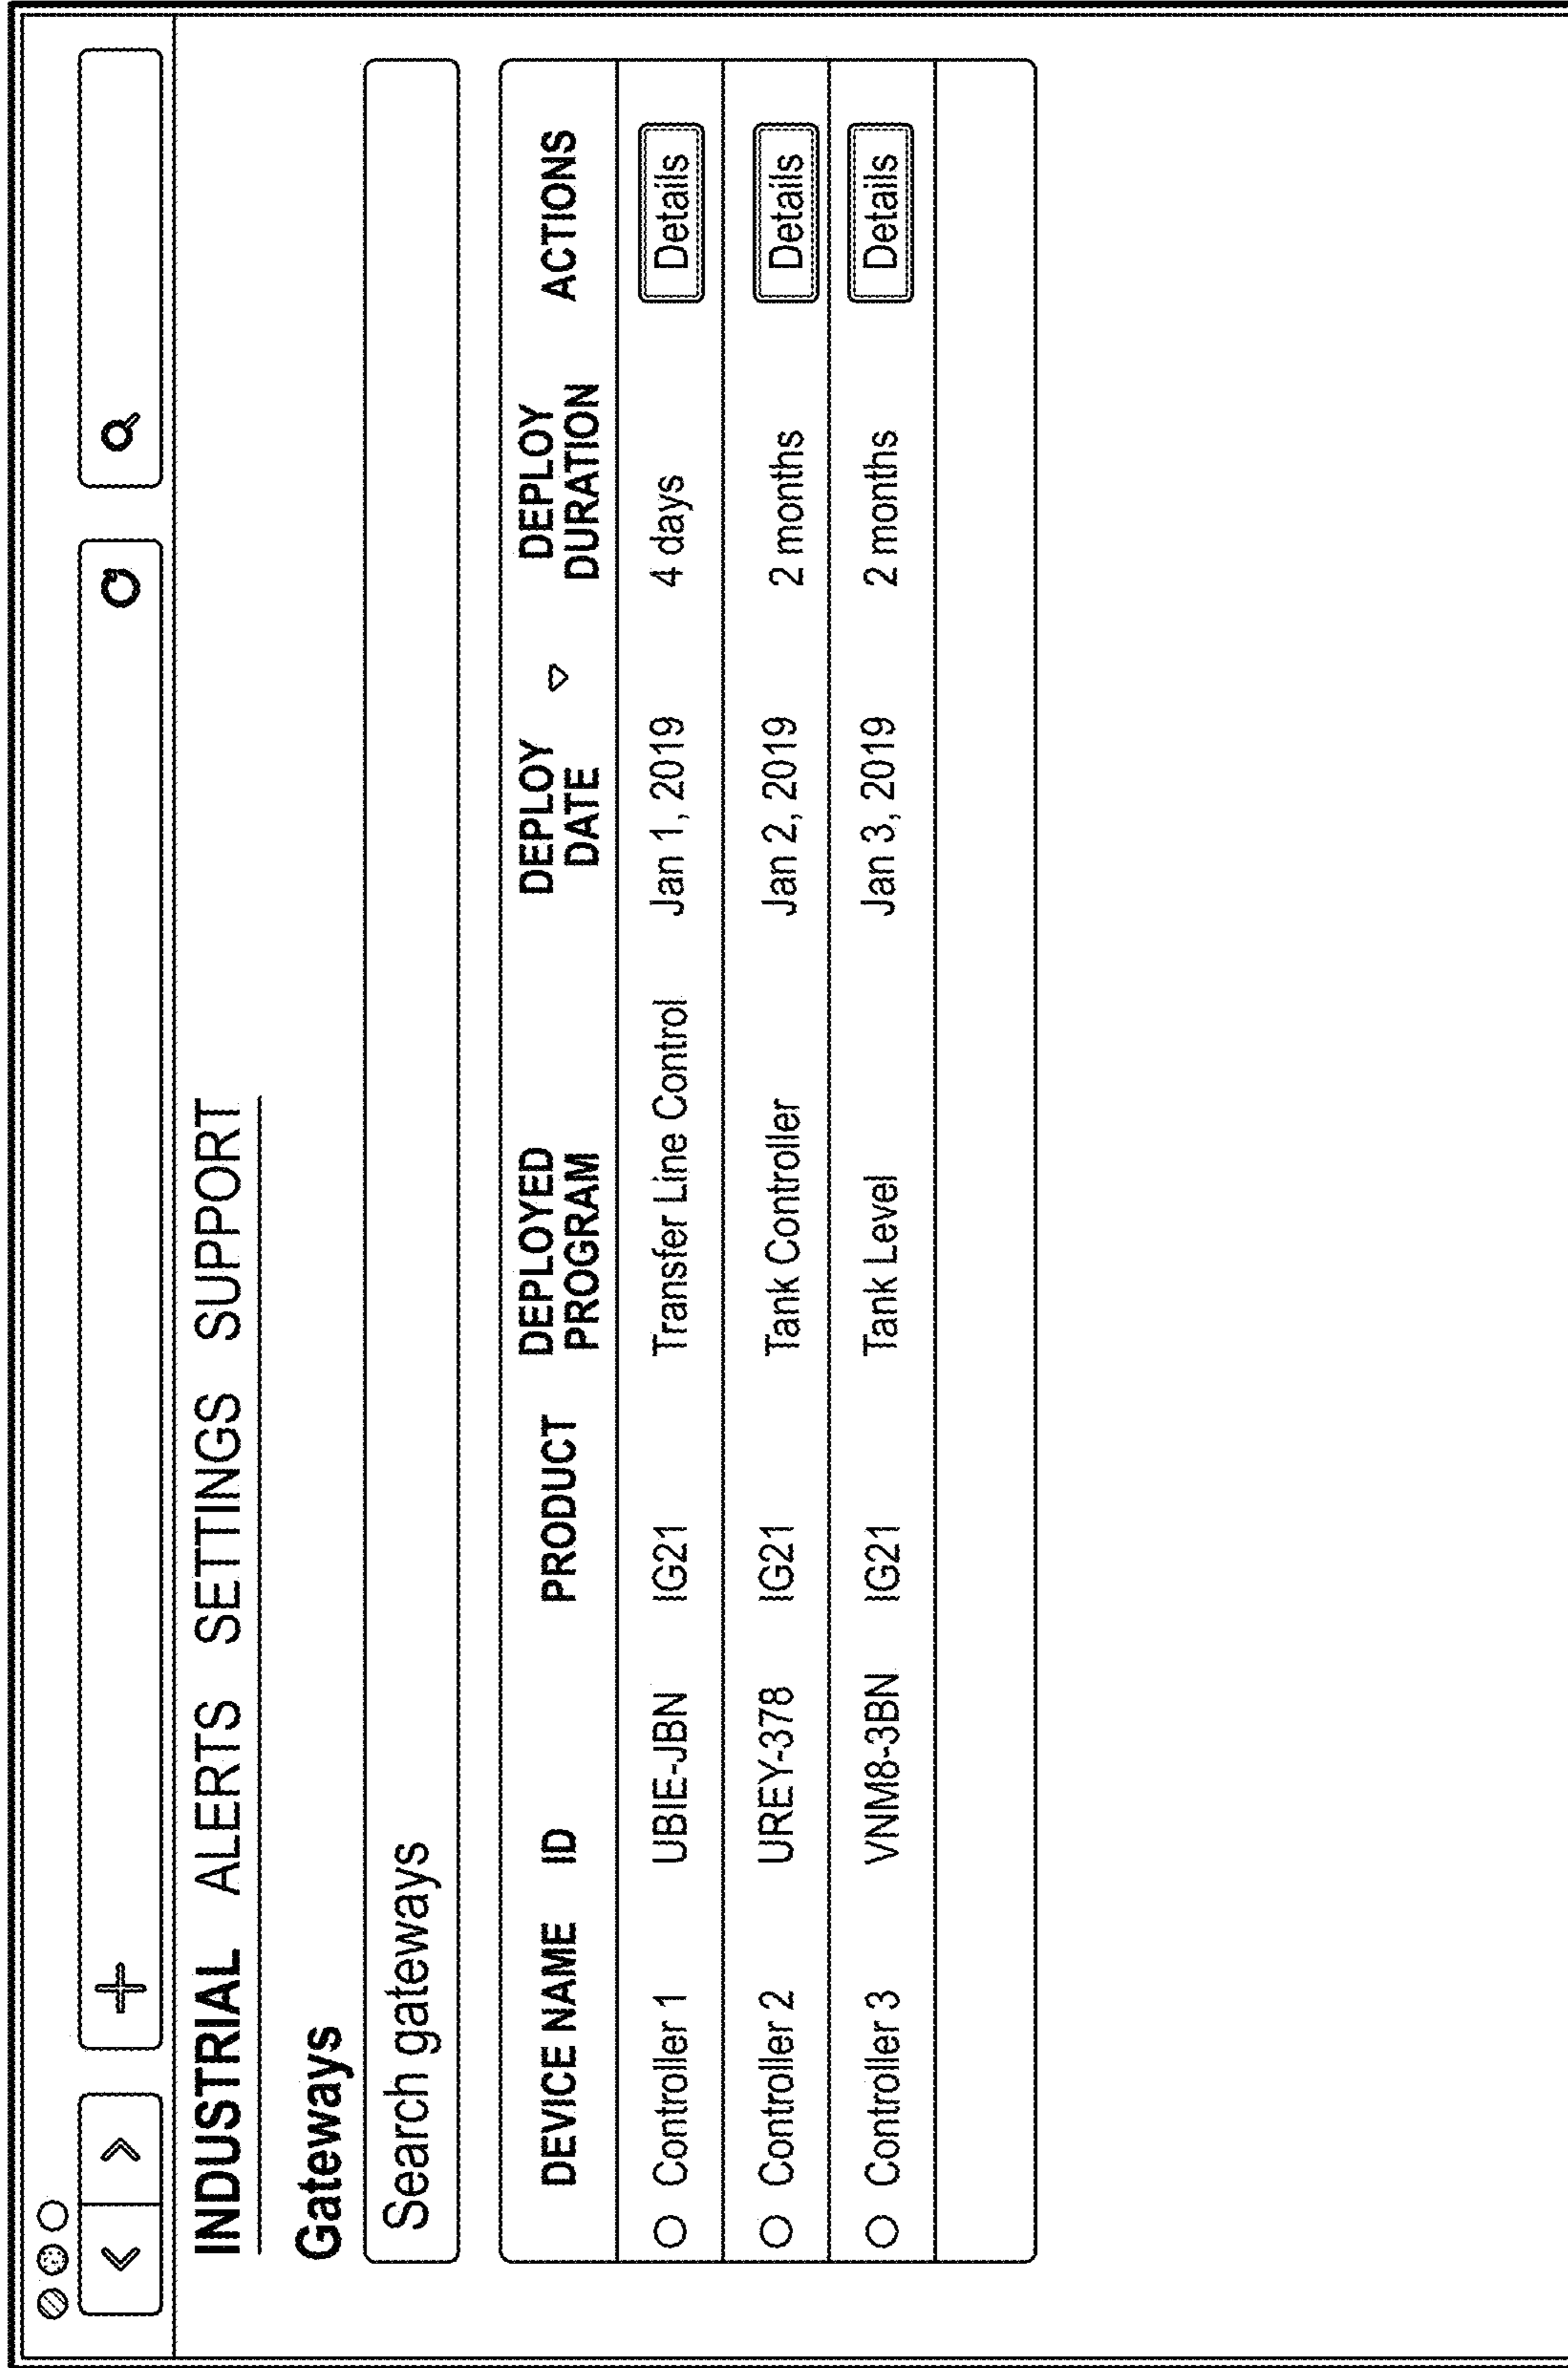 INDUSTRIAL ALERTS SETTINGS SUPPORT
Gateways
Search gateways
DEVICE NAME ID PRODUCT DEPLOYED PROGRAM DEPLOY DATE DEPLOY DURATION ACTIONS
Controller 1 UBIE-JBN IG21 Transfer Line Control Jan 1, 2019 4 days Details
Controller 2 UREY-378 IG21 Tank Controller Jan 2, 2019 2 months Details
Controller 3 VNM8-3BN IG21 Tank Level Jan 3, 2019 2 months Details